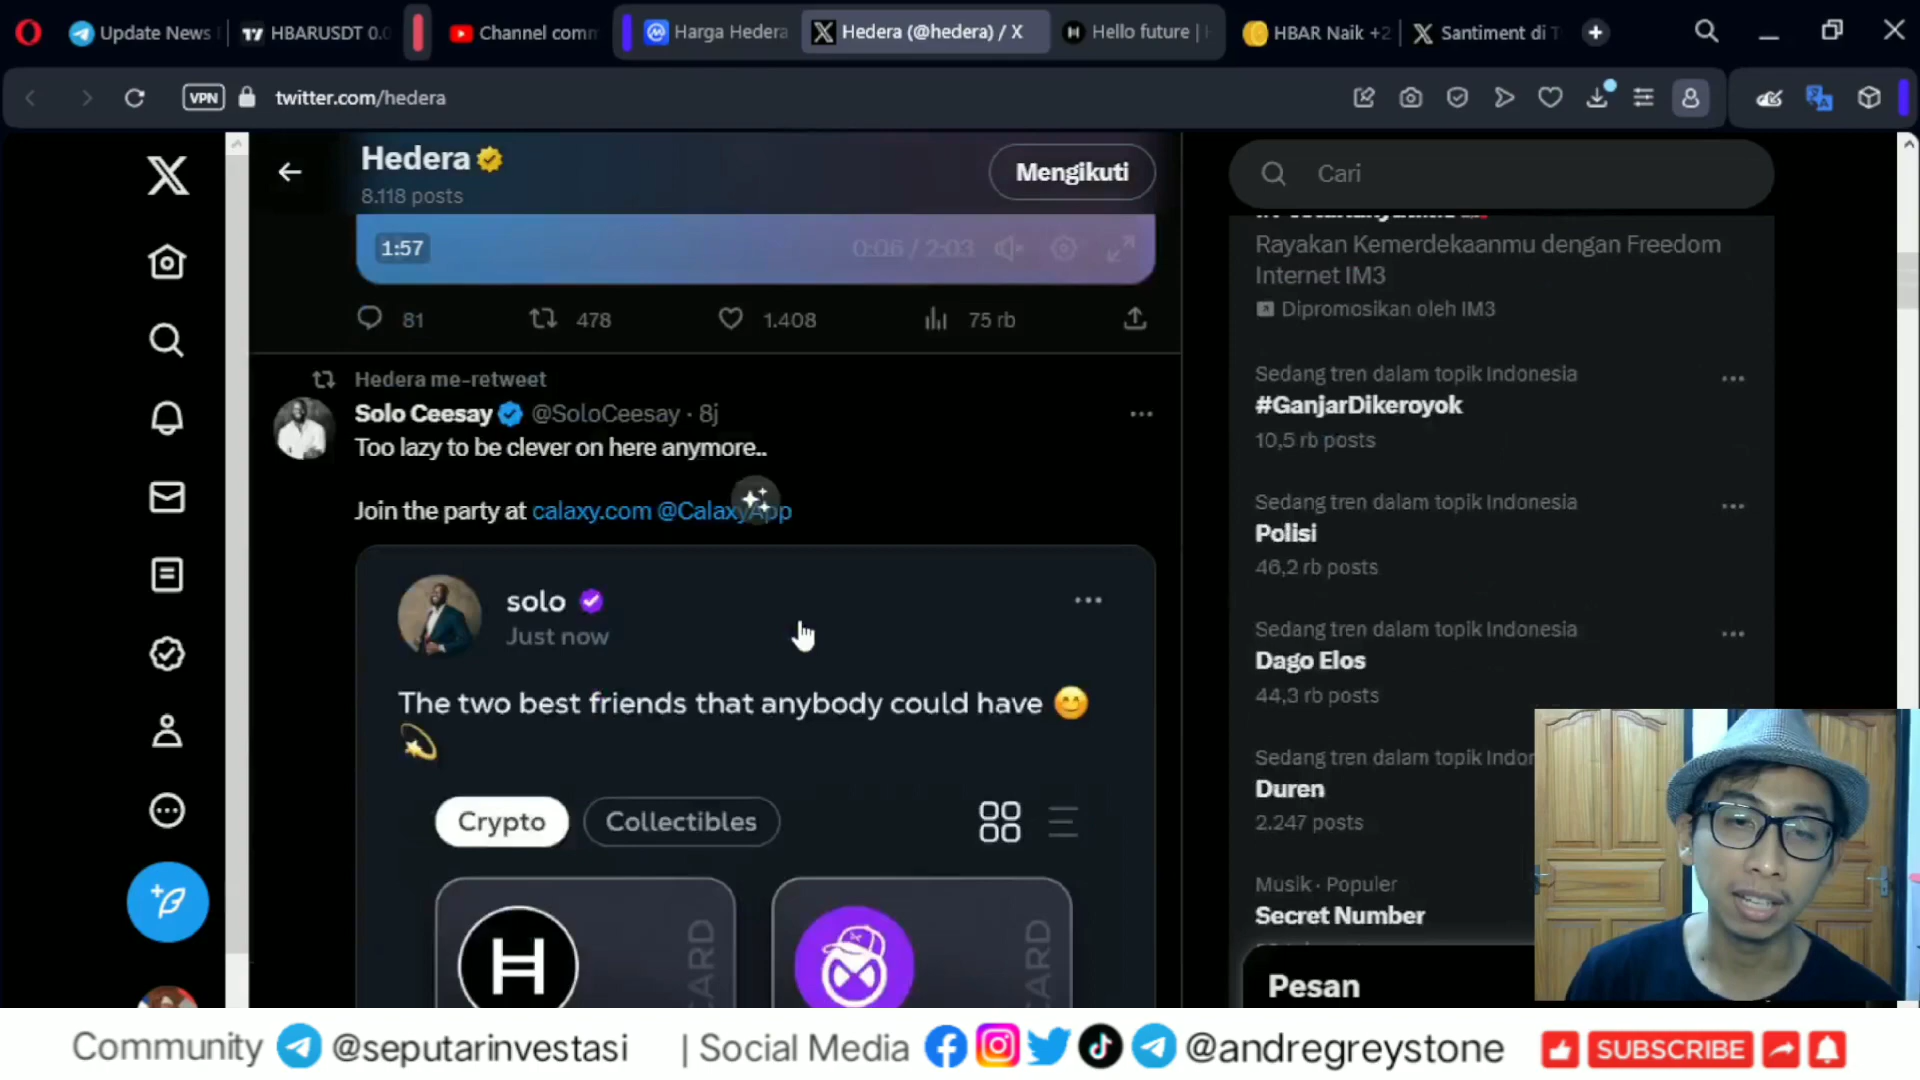 Update News
HBARUSDT 0.0
Channel comm
Harga Hedera
Hedera (@hedera) / X
Hello future |
HBAR Naik +2
Santiment di T
VPN
twitter.com/hedera
Hedera
8.118 posts
Mengikuti
1:57
0:06 / 2:03
81
478
1.408
75 rb
Hedera me-retweet
Solo Ceesay @SoloCeesay · 8j
Too lazy to be clever on here anymore..
Join the party at calaxy.com @CalaxyApp
solo
Just now
The two best friends that anybody could have 😊
💫
Crypto
Collectibles
H
CARD
CARD
Cari
Rayakan Kemerdekaanmu dengan Freedom
Internet IM3
Dipromosikan oleh IM3
Sedang tren dalam topik Indonesia
#GanjarDikeroyok
10,5 rb posts
Sedang tren dalam topik Indonesia
Polisi
46,2 rb posts
Sedang tren dalam topik Indonesia
Dago Elos
44,3 rb posts
Sedang tren dalam topik Indor
Duren
2.247 posts
Musik · Populer
Secret Number
Pesan
Community @seputarinvestasi | Social Media @andregreystone SUBSCRIBE